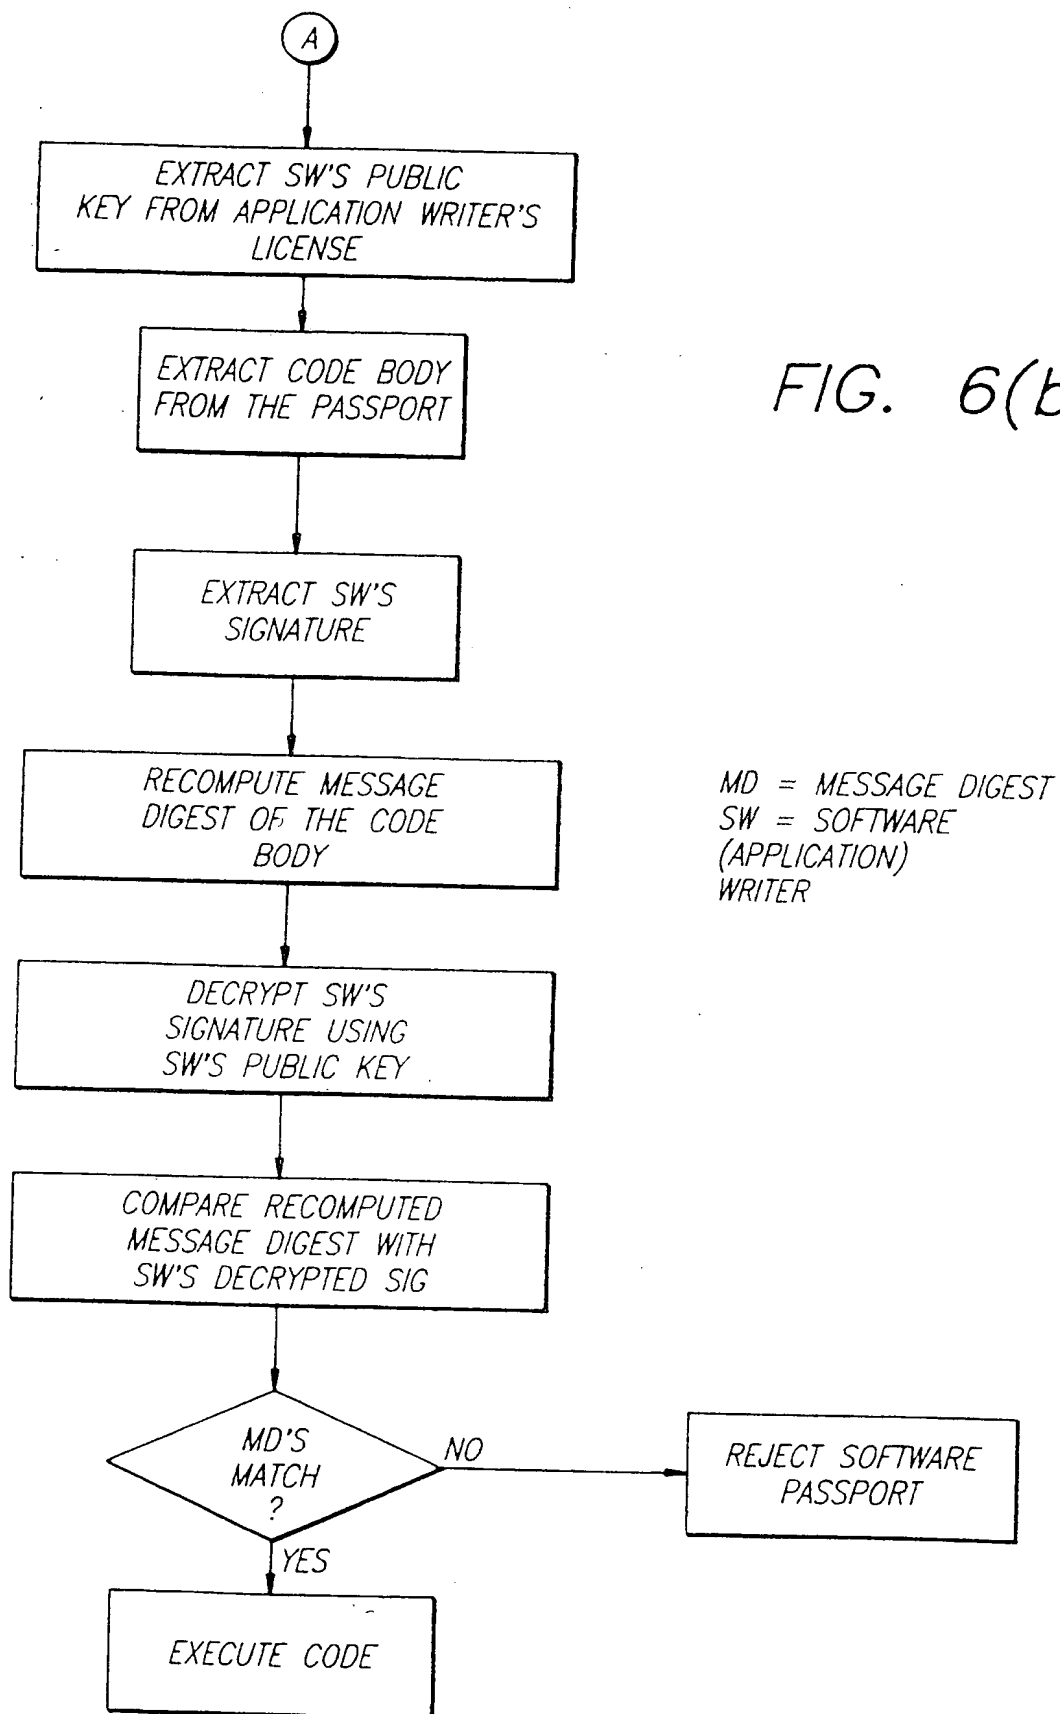 A
EXTRACT SW'S PUBLIC
KEY FROM APPLICATION WRITER'S
LICENSE
EXTRACT CODE BODY
FROM THE PASSPORT
FIG. 6(b
EXTRACT SW'S
SIGNATURE
RECOMPUTE MESSAGE
DIGEST OF THE CODE
BODY
MD = MESSAGE DIGEST
SW = SOFTWARE
(APPLICATION)
WRITER
DECRYPT SW'S
SIGNATURE USING
SW'S PUBLIC KEY
COMPARE RECOMPUTED
MESSAGE DIGEST WITH
SW'S DECRYPTED SIG
MD'S
MATCH
?
NO
REJECT SOFTWARE
PASSPORT
YES
EXECUTE CODE